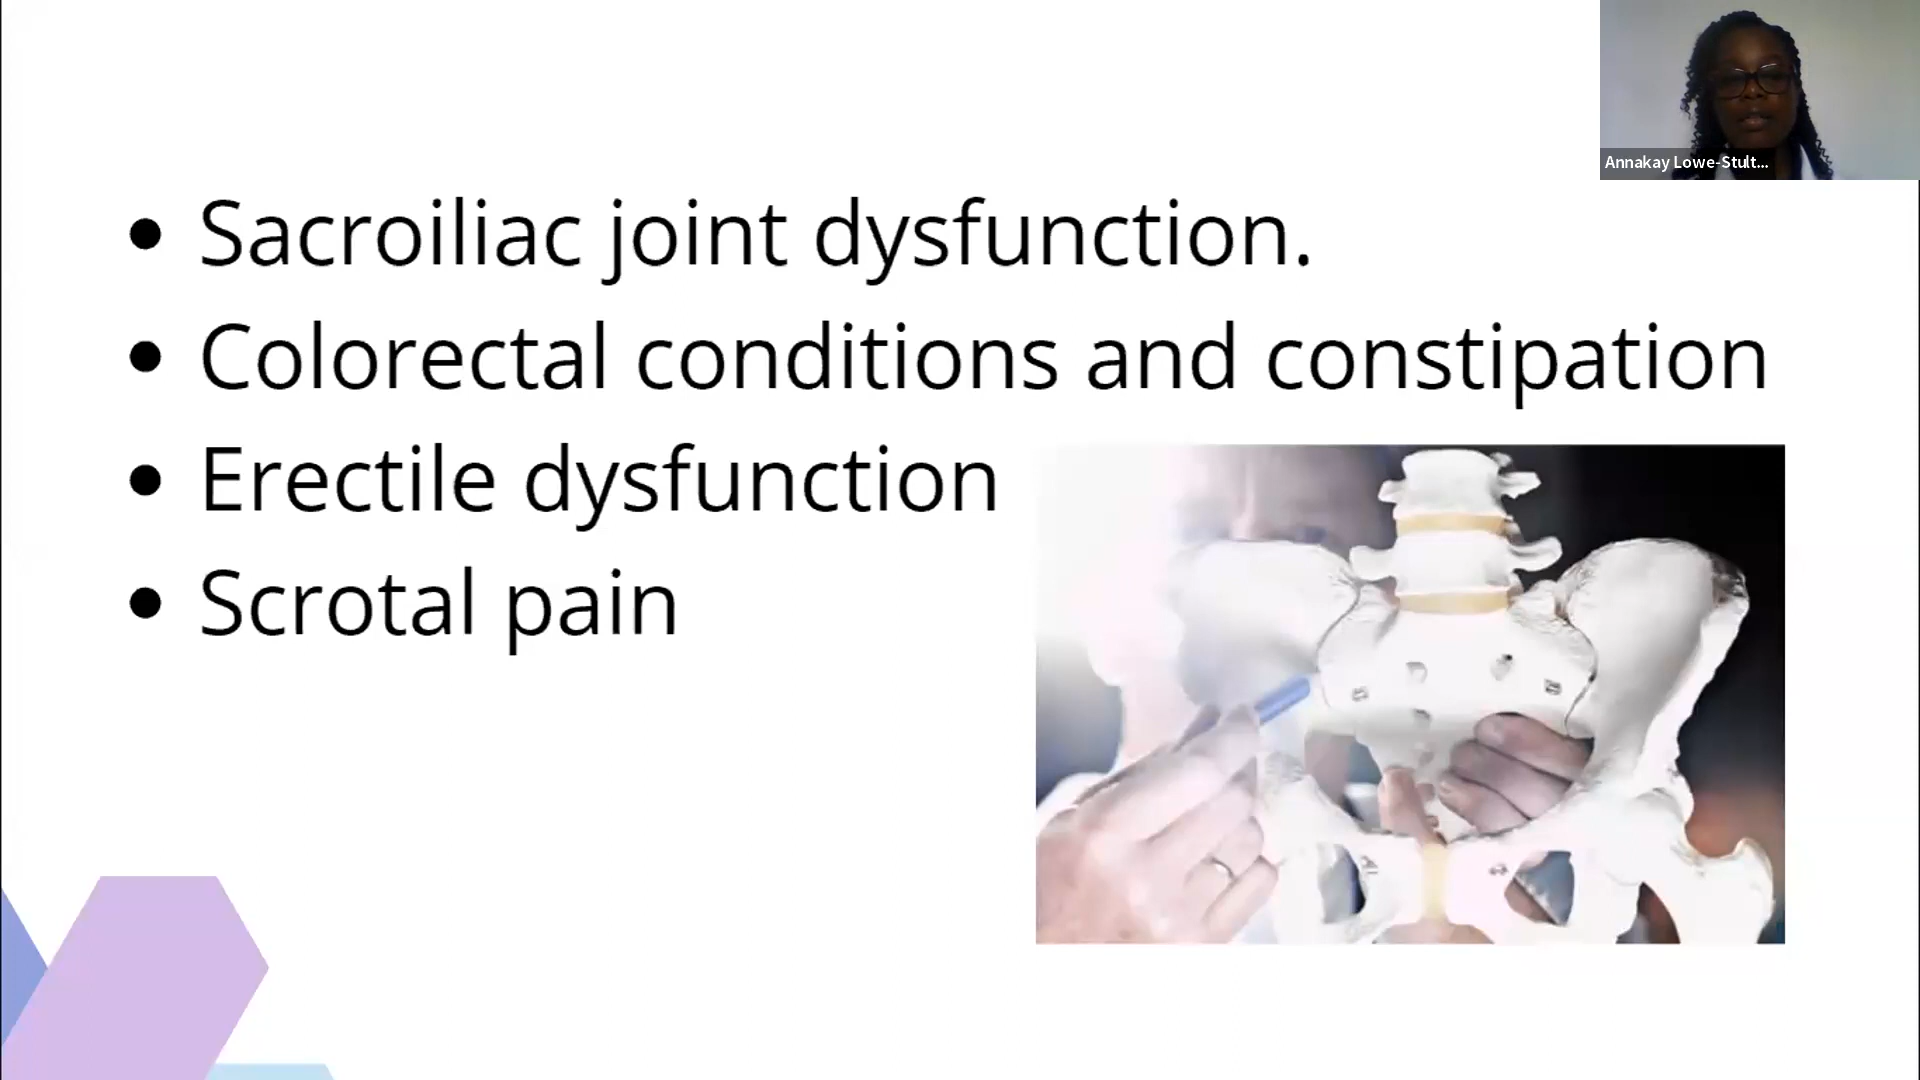 Annakay Lowe-Stult...
• Sacroiliac joint dysfunction.
• Colorectal conditions and constipation
• Erectile dysfunction
• Scrotal pain